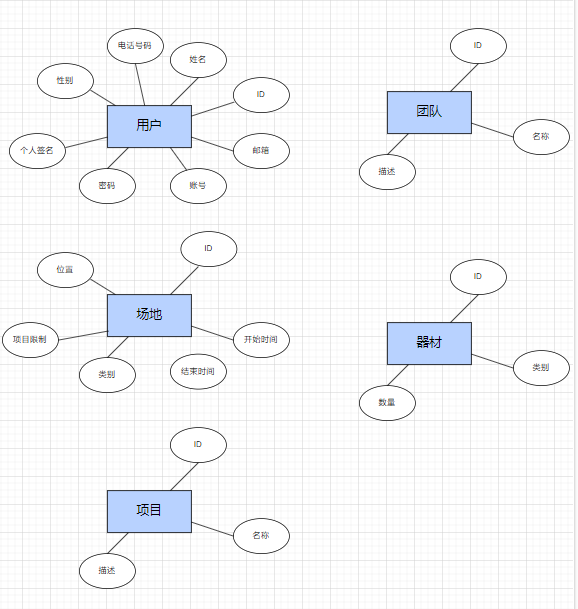 电话号码
姓名
性别
ID
用户
个人签名
邮箱
密码
账号
ID
团队
名称
描述
ID
位置
场地
项目限制
开始时间
类别
结束时间
ID
器材
类别
数量
ID
项目
名称
描述